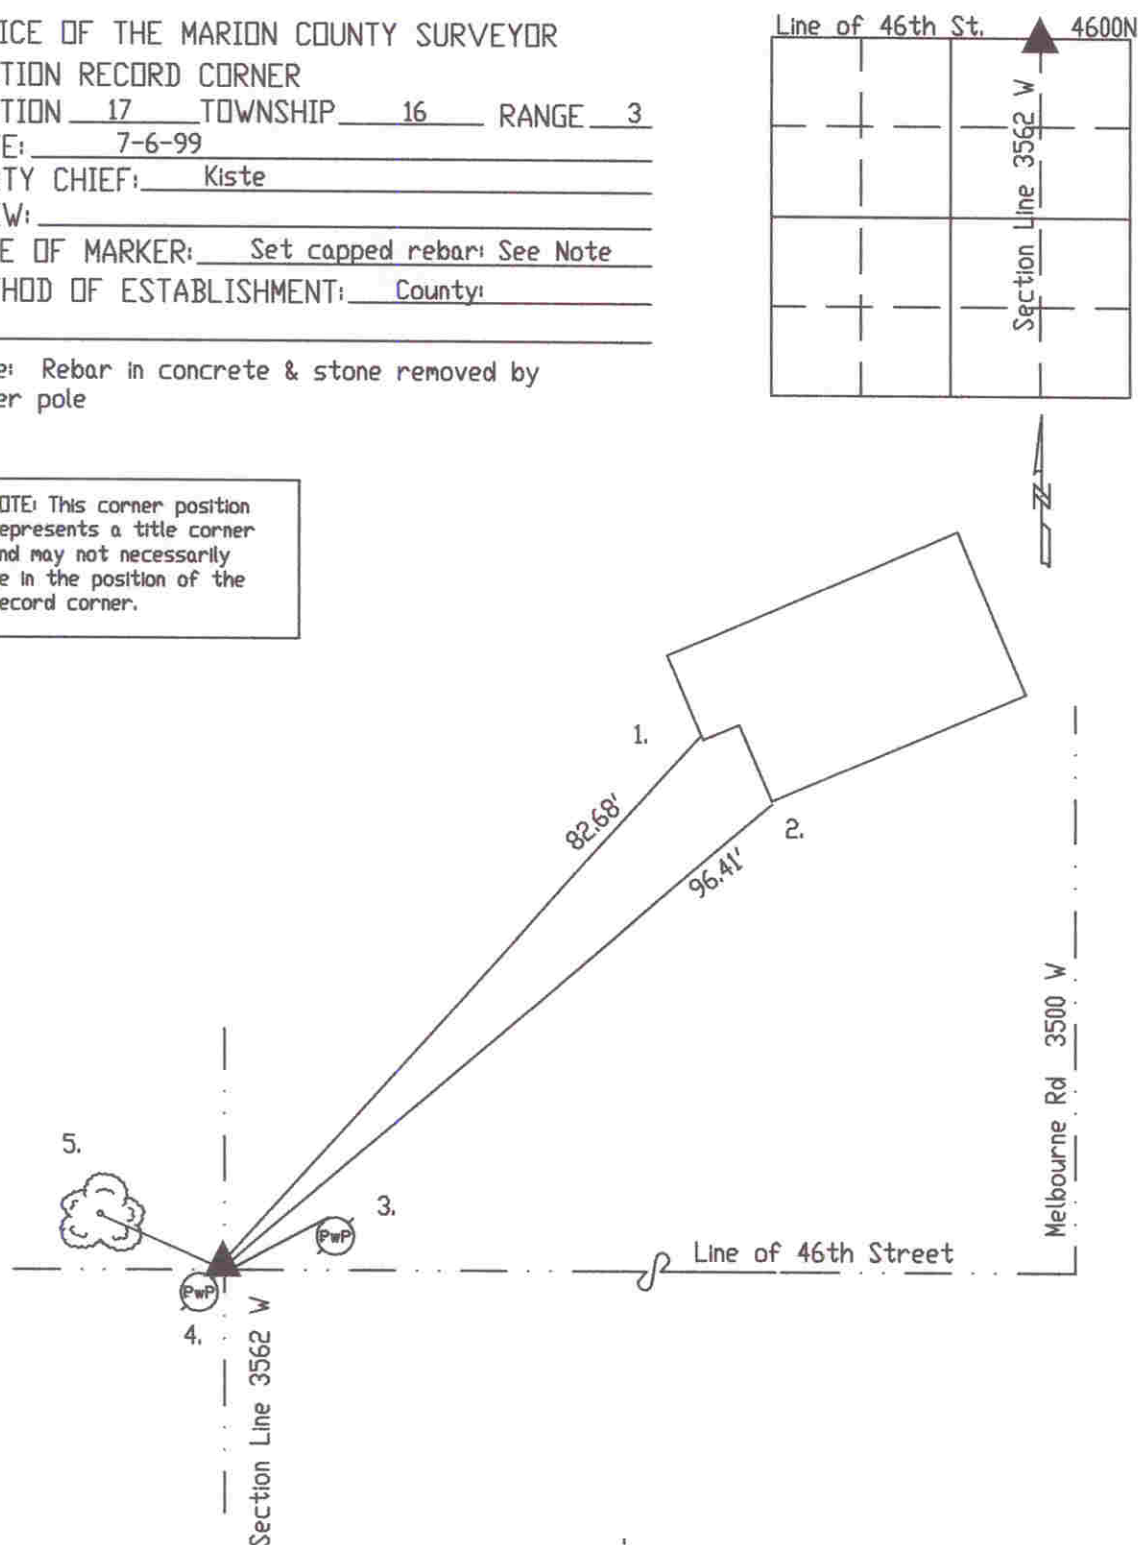 ICE OF THE MARION COUNTY SURVEYOR
TION RECORD CORNER
TION 17 TOWNSHIP 16 RANGE 3
E: 7-6-99
TY CHIEF: Kiste
W:
E OF MARKER: Set capped rebar: See Note
HOD OF ESTABLISHMENT: County:
e: Rebar in concrete & stone removed by
er pole
OTE: This corner position
epresents a title corner
nd may not necessarily
e in the position of the
ecord corner.
Line of 46th St. 4600N
Section Line 3562 W
N
1.
82.68'
2.
96.41'
Melbourne Rd 3500 W
5.
3.
PwP
Line of 46th Street
PwP
4.
Section Line 3562 W